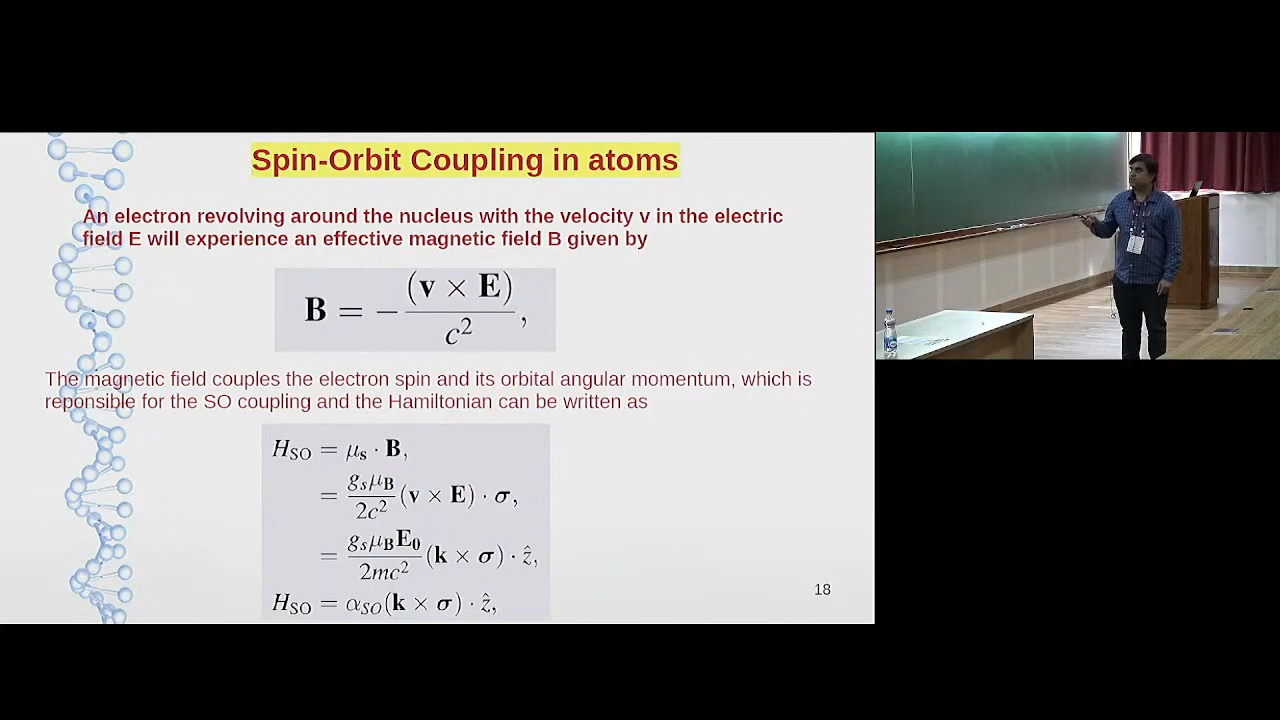 Spin-Orbit Coupling in atoms
An electron revolving around the nucleus with the velocity v in the electric
field E will experience an effective magnetic field B given by
B = − (v × E) / c²,
The magnetic field couples the electron spin and its orbital angular momentum, which is
reponsible for the SO coupling and the Hamiltonian can be written as
H_SO = μ_s · B,
= g_s μ_B / 2c² (v × E) · σ,
= g_s μ_B E_0 / 2mc² (k × σ) · ẑ,
H_SO = α_SO (k × σ) · ẑ,
18